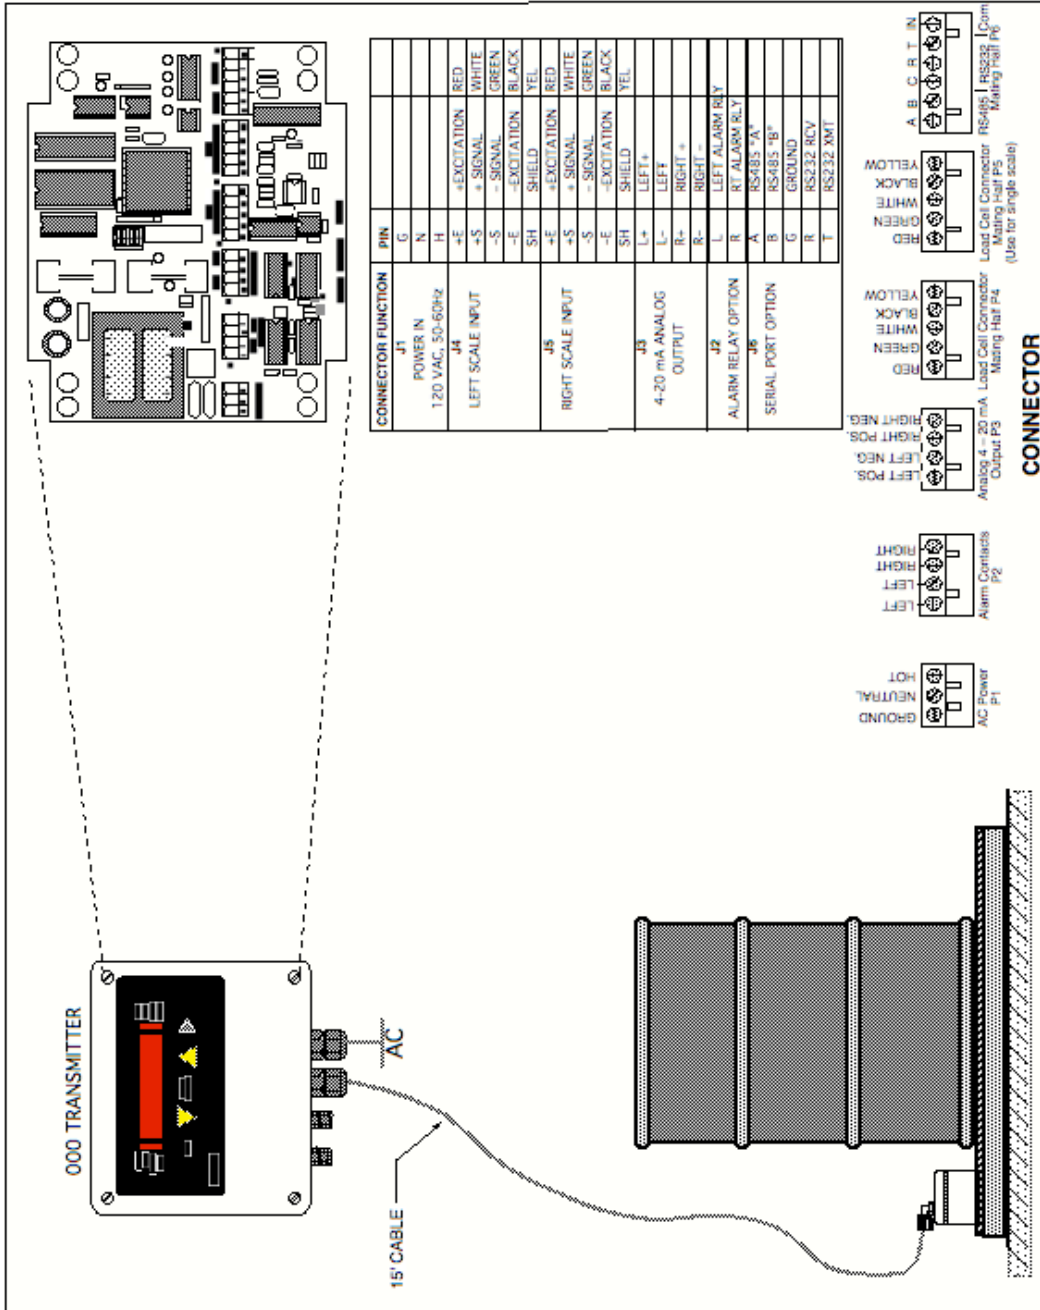 000 TRANSMITTER
AC
15' CABLE
CONNECTOR FUNCTION PIN
J1 G
POWER IN N
120 VAC, 50-60Hz H
J4 +E +EXCITATION RED
LEFT SCALE INPUT +S + SIGNAL WHITE
-S - SIGNAL GREEN
-E -EXCITATION BLACK
SH SHIELD YEL
J5 +E +EXCITATION RED
RIGHT SCALE INPUT +S + SIGNAL WHITE
-S - SIGNAL GREEN
-E -EXCITATION BLACK
SH SHIELD YEL
J3 L+ LEFT+
4-20 mA ANALOG L- LEFT
OUTPUT R+ RIGHT +
R- RIGHT -
J2 L LEFT ALARM RLY
ALARM RELAY OPTION R RT ALARM RLY
J6 A RS485 "A"
SERIAL PORT OPTION B RS485 "B"
G GROUND
R RS232 RCV
T RS232 XMT
GROUND
NEUTRAL
HOT
AC Power
P1
LEFT
LEFT
RIGHT
RIGHT
Alarm Contacts
P2
LEFT POS.
LEFT NEG.
RIGHT POS.
RIGHT NEG.
Analog 4 – 20 mA
Output P3
RED
GREEN
WHITE
BLACK
YELLOW
Load Cell Connector
Mating Half P4
RED
GREEN
WHITE
BLACK
YELLOW
Load Cell Connector
Mating Half P5
(Use for single scale)
A B C R T IN
RS485 RS232 Com
Mating Half P6
CONNECTOR